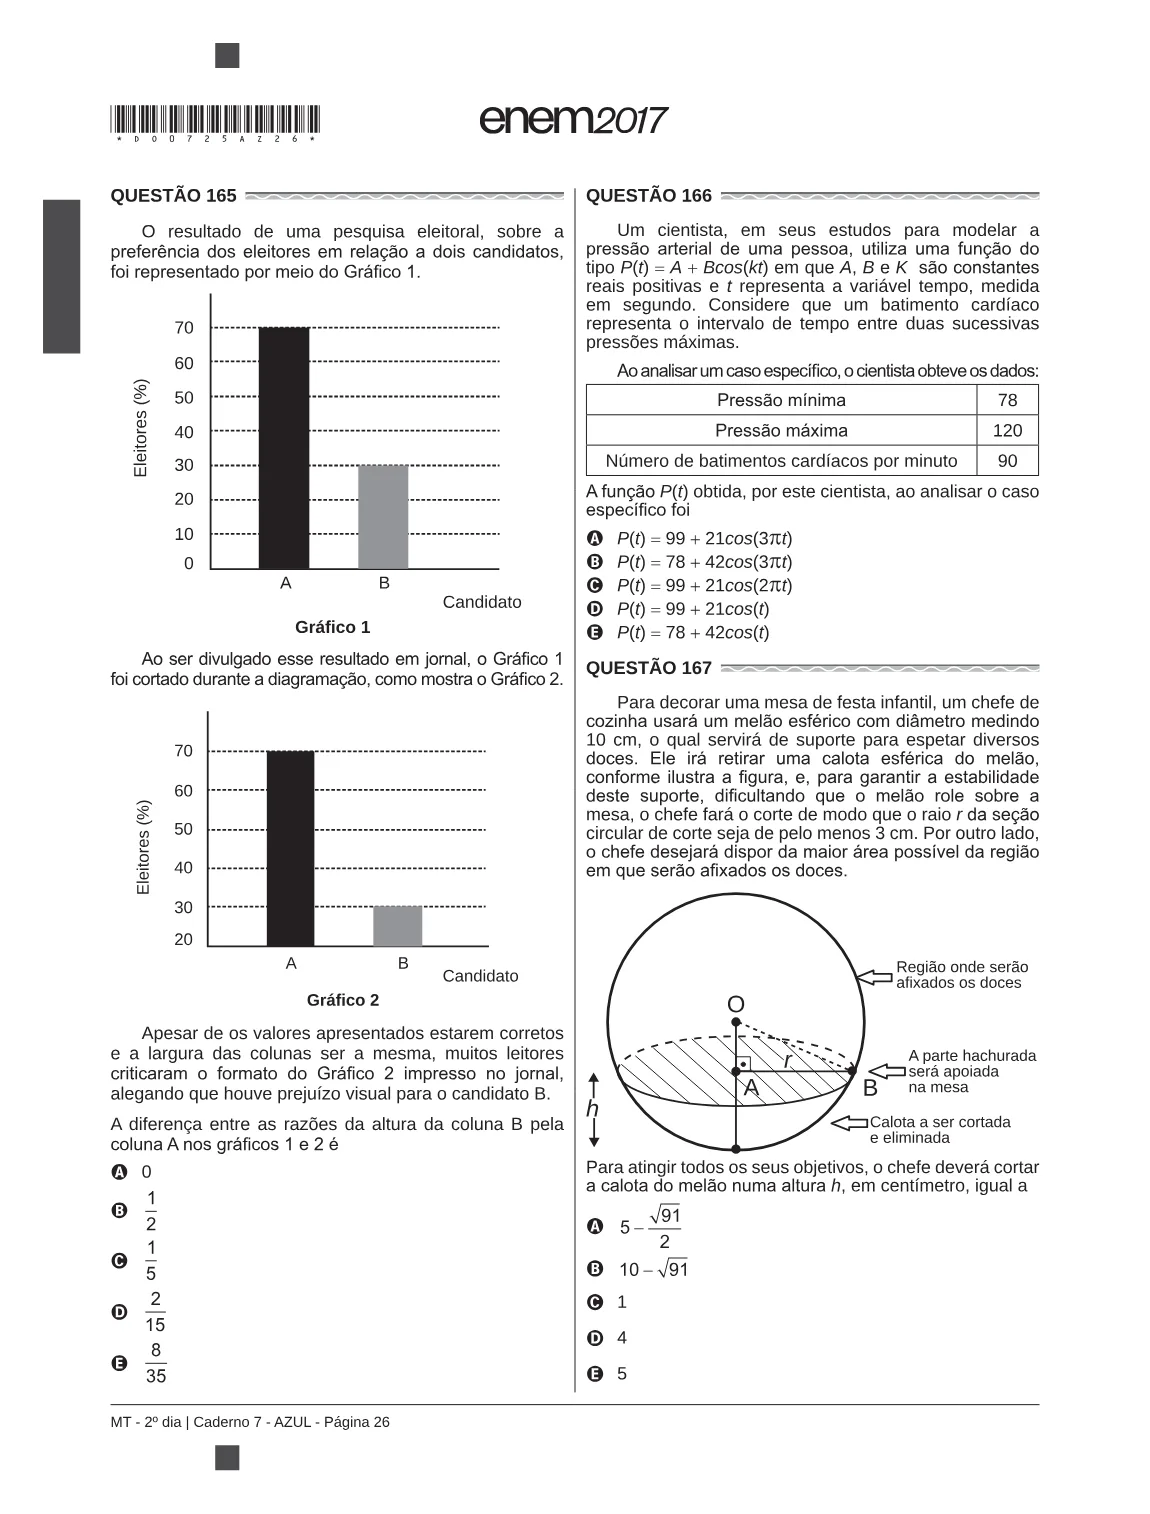 *D00725AZ26*
enem2017
QUESTÃO 165
O resultado de uma pesquisa eleitoral, sobre a
preferência dos eleitores em relação a dois candidatos,
foi representado por meio do Gráfico 1.
70
60
50
40
30
20
10
0
Eleitores (%)
A
B
Candidato
Gráfico 1
Ao ser divulgado esse resultado em jornal, o Gráfico 1
foi cortado durante a diagramação, como mostra o Gráfico 2.
70
60
50
40
30
20
Eleitores (%)
A
B
Candidato
Gráfico 2
Apesar de os valores apresentados estarem corretos
e a largura das colunas ser a mesma, muitos leitores
criticaram o formato do Gráfico 2 impresso no jornal,
alegando que houve prejuízo visual para o candidato B.
A diferença entre as razões da altura da coluna B pela
coluna A nos gráficos 1 e 2 é
A 0
B 1/2
C 1/5
D 2/15
E 8/35
QUESTÃO 166
Um cientista, em seus estudos para modelar a
pressão arterial de uma pessoa, utiliza uma função do
tipo P(t) = A + Bcos(kt) em que A, B e K são constantes
reais positivas e t representa a variável tempo, medida
em segundo. Considere que um batimento cardíaco
representa o intervalo de tempo entre duas sucessivas
pressões máximas.
Ao analisar um caso específico, o cientista obteve os dados:
Pressão mínima 78
Pressão máxima 120
Número de batimentos cardíacos por minuto 90
A função P(t) obtida, por este cientista, ao analisar o caso
específico foi
A P(t) = 99 + 21cos(3πt)
B P(t) = 78 + 42cos(3πt)
C P(t) = 99 + 21cos(2πt)
D P(t) = 99 + 21cos(t)
E P(t) = 78 + 42cos(t)
QUESTÃO 167
Para decorar uma mesa de festa infantil, um chefe de
cozinha usará um melão esférico com diâmetro medindo
10 cm, o qual servirá de suporte para espetar diversos
doces. Ele irá retirar uma calota esférica do melão,
conforme ilustra a figura, e, para garantir a estabilidade
deste suporte, dificultando que o melão role sobre a
mesa, o chefe fará o corte de modo que o raio r da seção
circular de corte seja de pelo menos 3 cm. Por outro lado,
o chefe desejará dispor da maior área possível da região
em que serão afixados os doces.
Região onde serão
afixados os doces
O
r
A
B
h
A parte hachurada
será apoiada
na mesa
Calota a ser cortada
e eliminada
Para atingir todos os seus objetivos, o chefe deverá cortar
a calota do melão numa altura h, em centímetro, igual a
A 5 – √91/2
B 10 – √91
C 1
D 4
E 5
MT - 2º dia | Caderno 7 - AZUL - Página 26